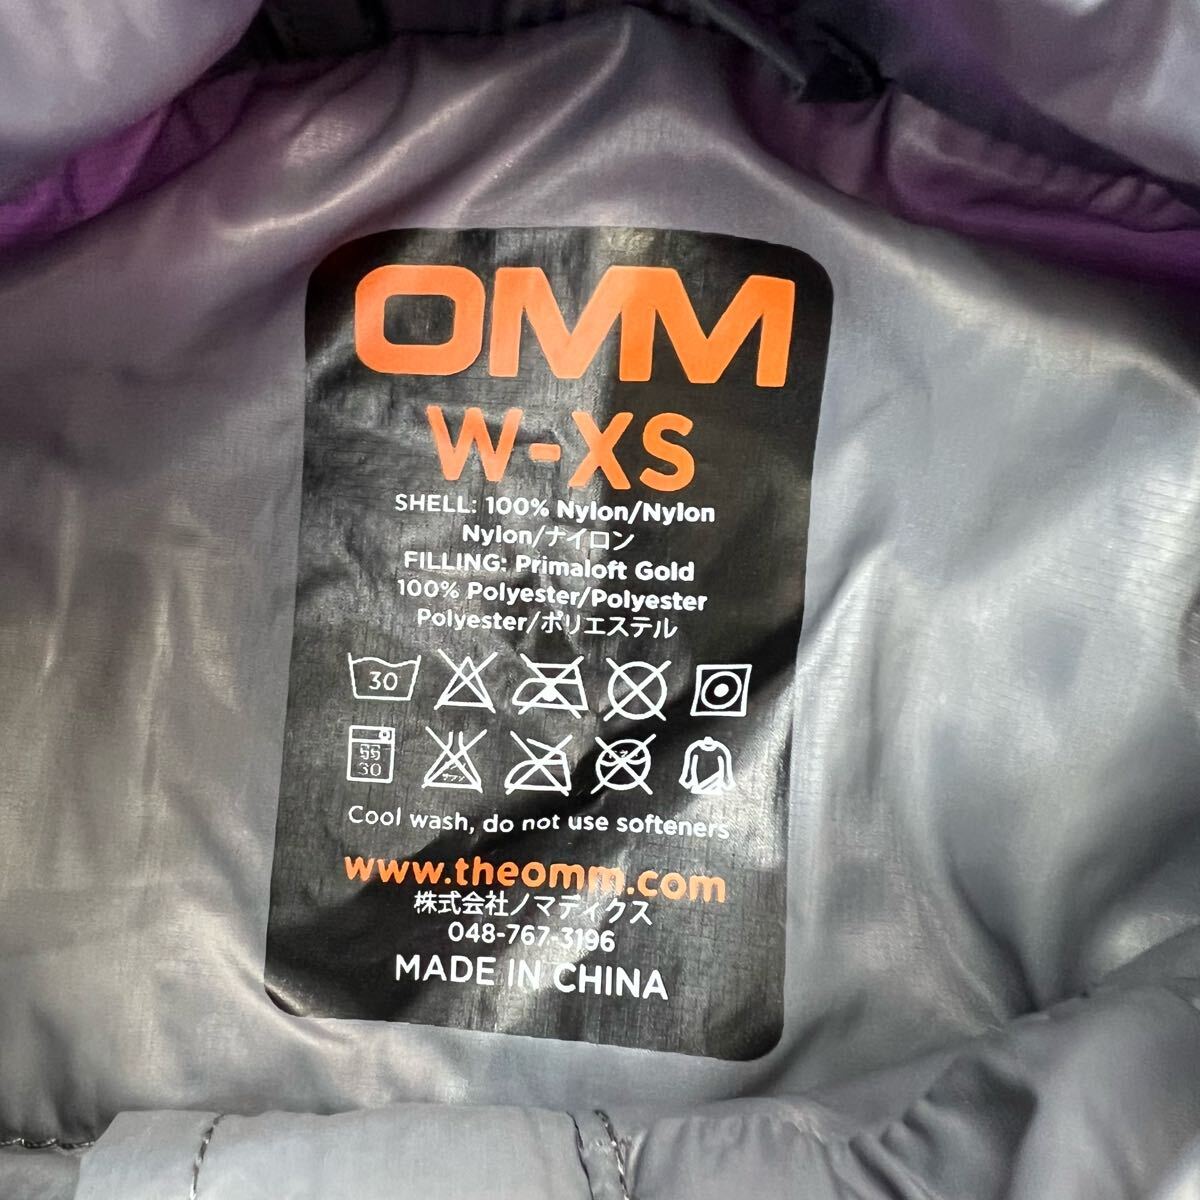 OMM
W-XS
SHELL: 100% Nylon/Nylon
Nylon/ナイロン
FILLING: Primaloft Gold
100% Polyester/Polyester
Polyester/ポリエステル
30
30
Cool wash, do not use softeners
www.theomm.com
株式会社ノマディクス
048-767-3196
MADE IN CHINA